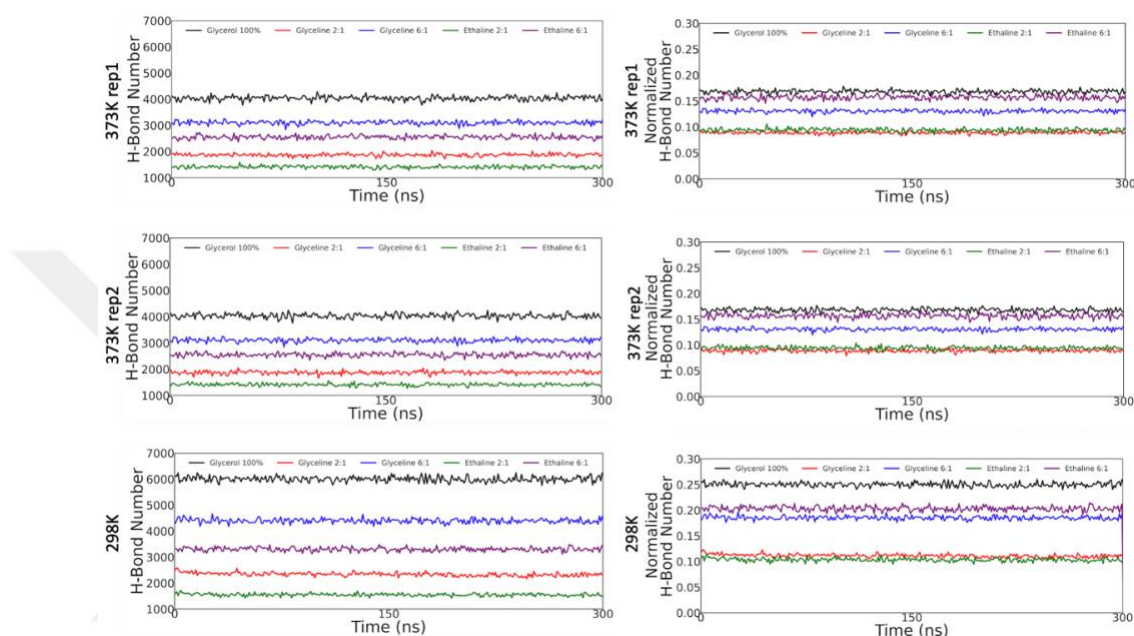 373K rep1
H-Bond Number
7000
6000
5000
4000
3000
2000
1000
Glycerol 100% Glyceline 2:1 Glyceline 6:1 Ethaline 2:1 Ethaline 6:1
0 150 300
Time (ns)
373K rep1
Normalized
H-Bond Number
0.30
0.25
0.20
0.15
0.10
0.05
0.00
Glycerol 100% Glyceline 2:1 Glyceline 6:1 Ethaline 2:1 Ethaline 6:1
0 150 300
Time (ns)
373K rep2
H-Bond Number
7000
6000
5000
4000
3000
2000
1000
Glycerol 100% Glyceline 2:1 Glyceline 6:1 Ethaline 2:1 Ethaline 6:1
0 150 300
Time (ns)
373K rep2
Normalized
H-Bond Number
0.30
0.25
0.20
0.15
0.10
0.05
0.00
Glycerol 100% Glyceline 2:1 Glyceline 6:1 Ethaline 2:1 Ethaline 6:1
0 150 300
Time (ns)
298K
H-Bond Number
7000
6000
5000
4000
3000
2000
1000
Glycerol 100% Glyceline 2:1 Glyceline 6:1 Ethaline 2:1 Ethaline 6:1
0 150 300
Time (ns)
298K
Normalized
H-Bond Number
0.30
0.25
0.20
0.15
0.10
0.05
0.00
Glycerol 100% Glyceline 2:1 Glyceline 6:1 Ethaline 2:1 Ethaline 6:1
0 150 300
Time (ns)